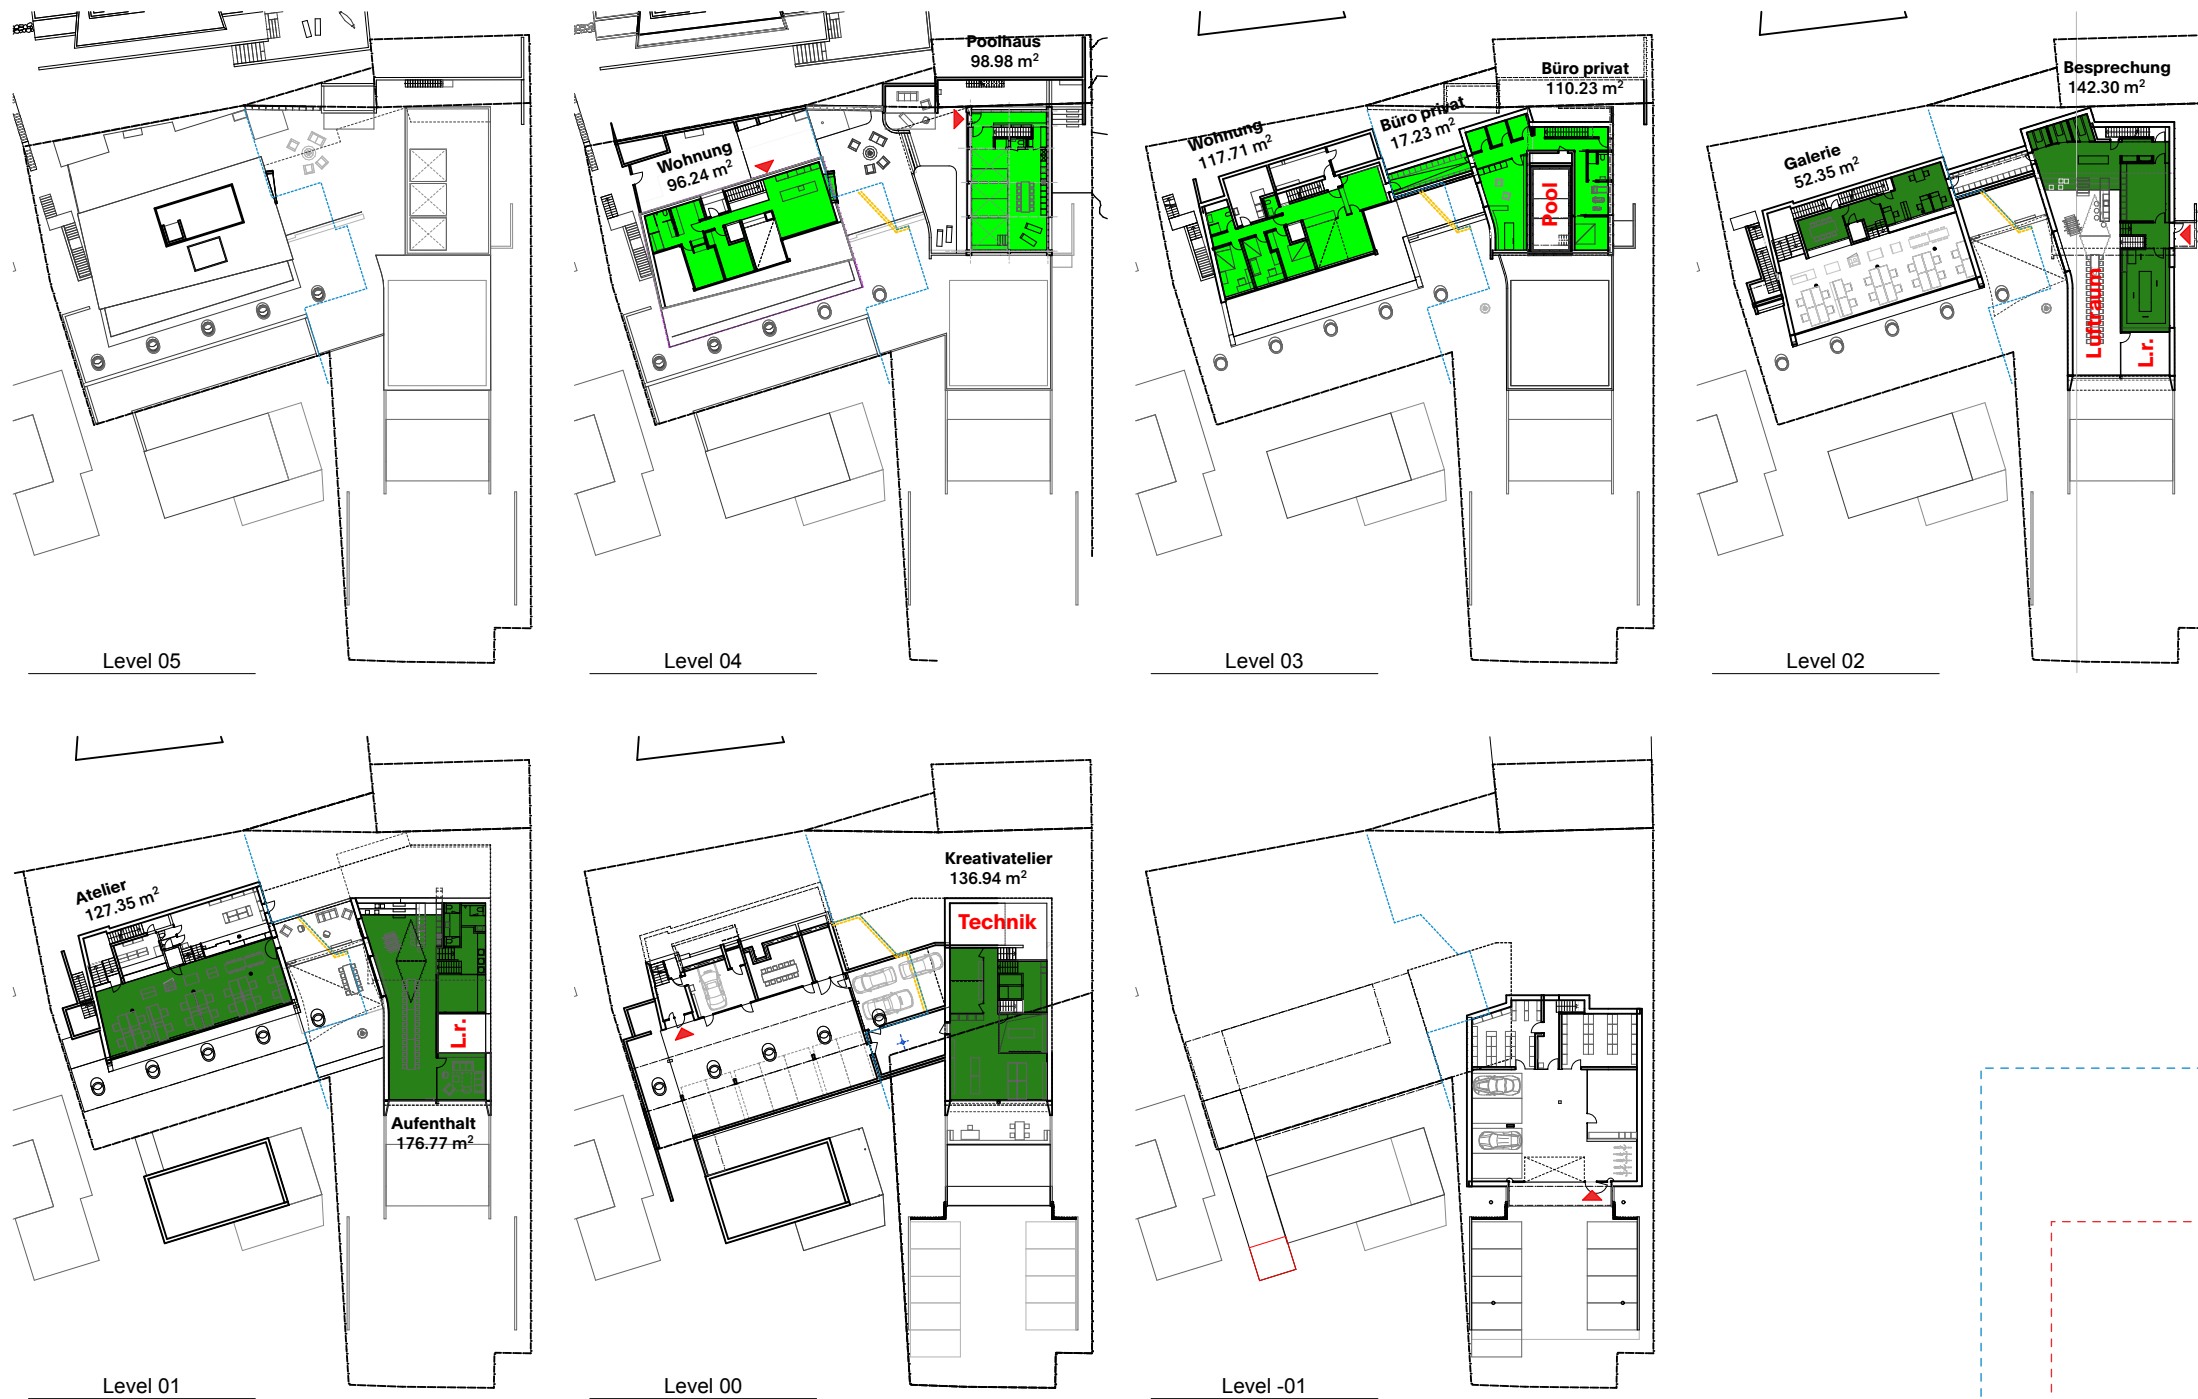 Poolhaus
98.98 m²
Wohnung
96.24 m²
Büro privat
110.23 m²
Büro privat
17.23 m²
Wohnung
117.71 m²
Pool
Besprechung
142.30 m²
Galerie
52.35 m²
Luftraum
L.r.
Level 05
Level 04
Level 03
Level 02
Atelier
127.35 m²
L.r.
Aufenthalt
176.77 m²
Kreativatelier
136.94 m²
Technik
Level 01
Level 00
Level -01